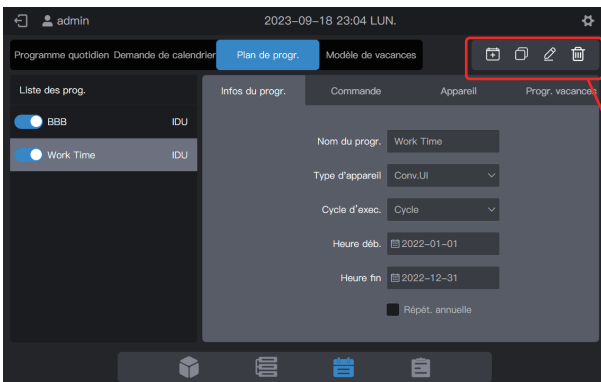 admin 2023-09-18 23:04 LUN.
Programme quotidien Demande de calendrier Plan de progr. Modèle de vacances
Liste des prog. Infos du progr. Commande Appareil Progr. vacances
BBB IDU
Work Time IDU
Nom du progr. Work Time
Type d'appareil Conv.UI
Cycle d'exec. Cycle
Heure déb. 2022-01-01
Heure fin 2022-12-31
Répét. annuelle